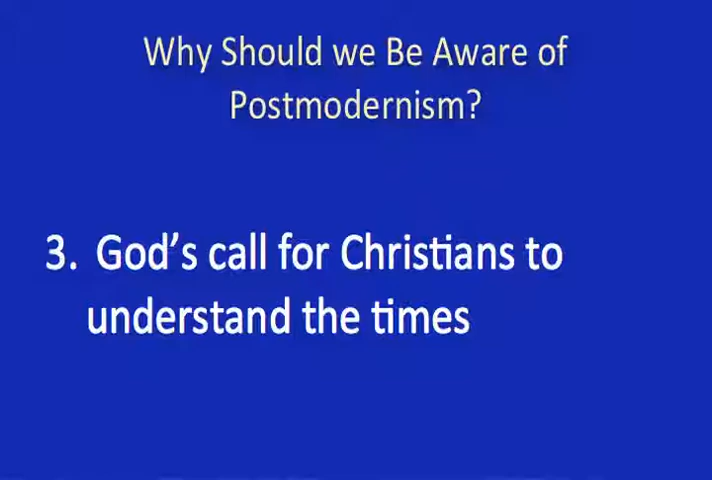 Why Should we Be Aware of
Postmodernism?
3. God's call for Christians to
understand the times